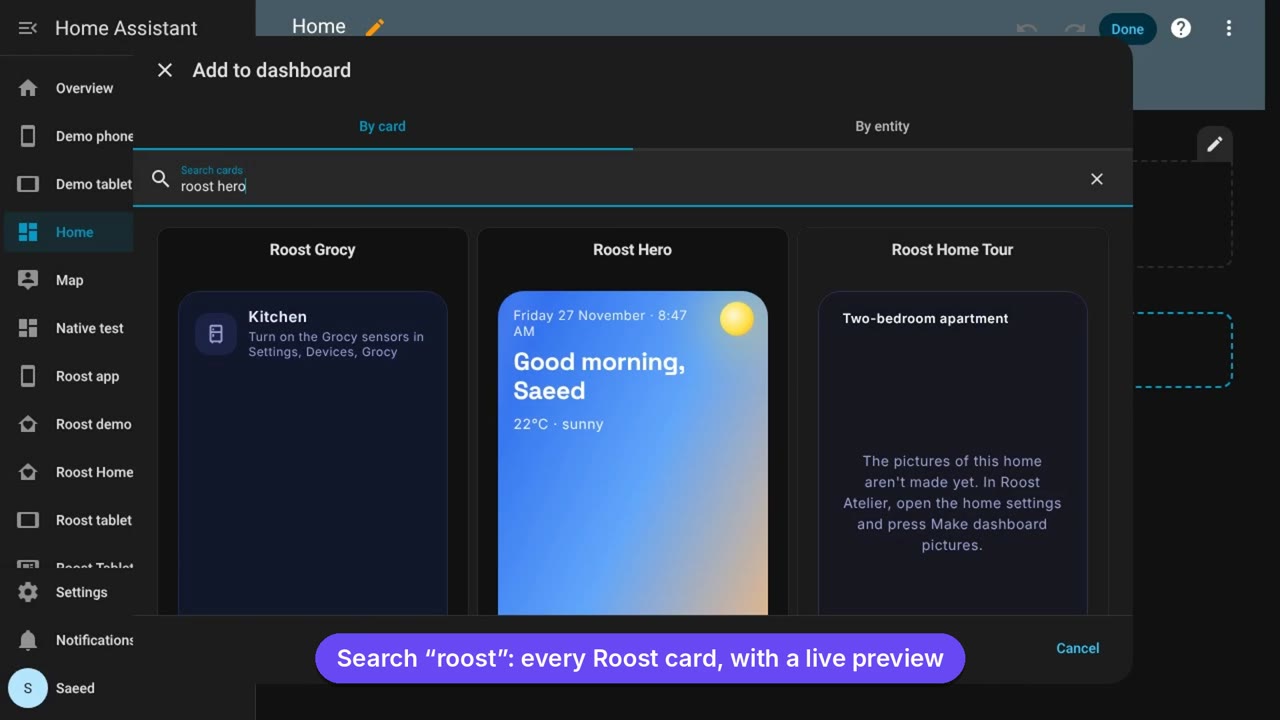 Home Assistant
Home
Done
Add to dashboard
Overview
Demo phone
Demo tablet
Home
Map
Native test
Roost app
Roost demo
Roost Home
Roost tablet
Roost Tablet
Settings
Notifications
S
Saeed
By card
By entity
Search cards
roost hero
Roost Grocy
Kitchen
Turn on the Grocy sensors in
Settings, Devices, Grocy
Roost Hero
Friday 27 November · 8:47
AM
Good morning,
Saeed
22°C · sunny
Roost Home Tour
Two-bedroom apartment
The pictures of this home
aren't made yet. In Roost
Atelier, open the home settings
and press Make dashboard
pictures.
Cancel
Search “roost”: every Roost card, with a live preview